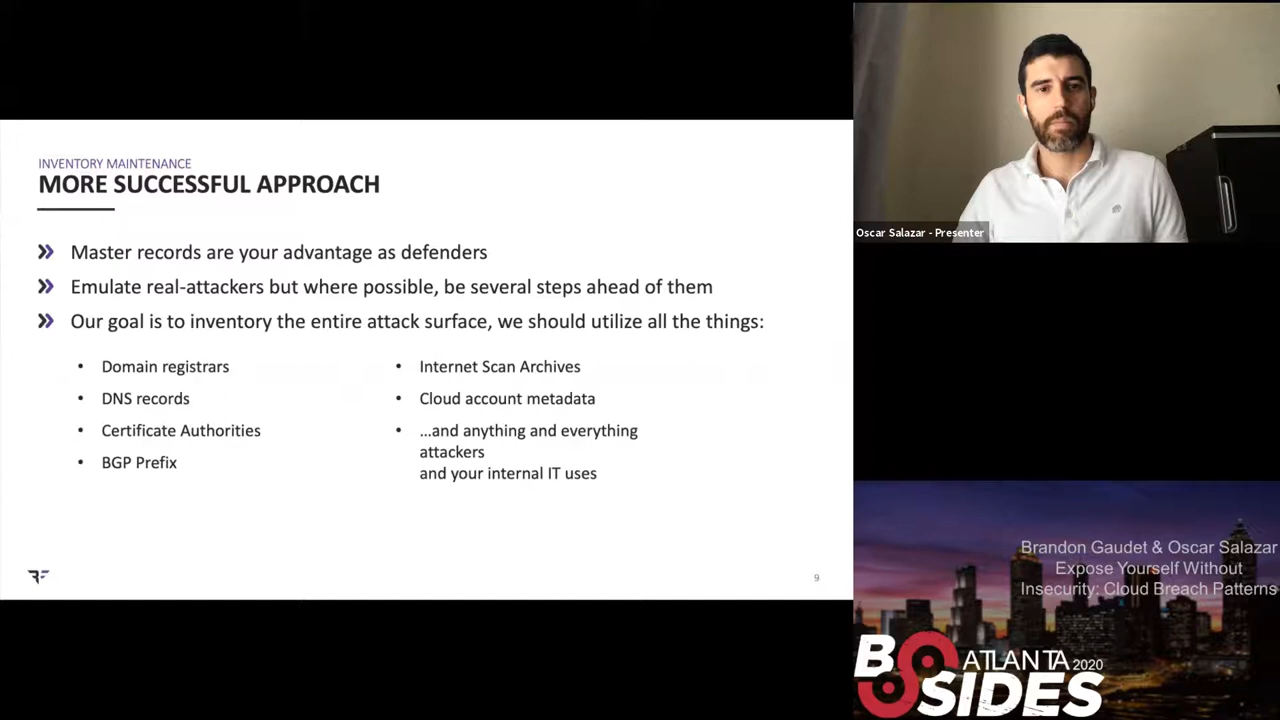 INVENTORY MAINTENANCE
MORE SUCCESSFUL APPROACH
Master records are your advantage as defenders
Emulate real-attackers but where possible, be several steps ahead of them
Our goal is to inventory the entire attack surface, we should utilize all the things:
• Domain registrars
• DNS records
• Certificate Authorities
• BGP Prefix
• Internet Scan Archives
• Cloud account metadata
• …and anything and everything
attackers
and your internal IT uses
RF
9
Oscar Salazar - Presenter
Brandon Gaudet & Oscar Salazar
Expose Yourself Without
Insecurity: Cloud Breach Patterns
BSIDES
ATLANTA 2020